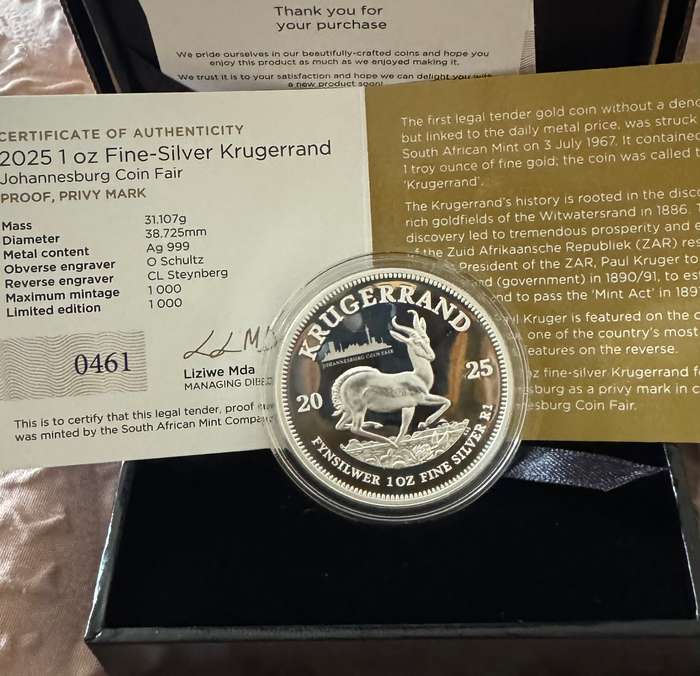 Thank you for
your purchase
We pride ourselves in our beautifully-crafted coins and hope you
enjoy this product as much as we enjoyed making it.
We trust it is to your satisfaction and hope we can delight you with
a new product soon!
CERTIFICATE OF AUTHENTICITY
2025 1 oz Fine-Silver Krugerrand
Johannesburg Coin Fair
PROOF, PRIVY MARK
Mass 31.107g
Diameter 38.725mm
Metal content Ag 999
Obverse engraver O Schultz
Reverse engraver CL Steynberg
Maximum mintage 1 000
Limited edition 1 000
0461
Liziwe Mda
MANAGING
This is to certify that this legal tender, proof
was minted by the South African Mint
The first legal tender gold coin without a
but linked to the daily metal price, was struck
South African Mint on 3 July 1967. It contained
1 troy ounce of fine gold; the coin was called
'Krugerrand'.
The Krugerrand's history is rooted in the
rich goldfields of the Witwatersrand in 1886.
discovery led to tremendous prosperity and
of the Zuid Afrikaansche Republiek (ZAR)
President of the ZAR, Paul Kruger to
(government) in 1890/91, to
to pass the 'Mint Act' in
Kruger is featured on the
one of the country's most
features on the reverse.
oz fine-silver Krugerrand
as a privy mark in
Coin Fair.
KRUGERRAND
JOHANNESBURG COIN FAIR
20 25
FYNSILWER 1 OZ FINE SILVER R1